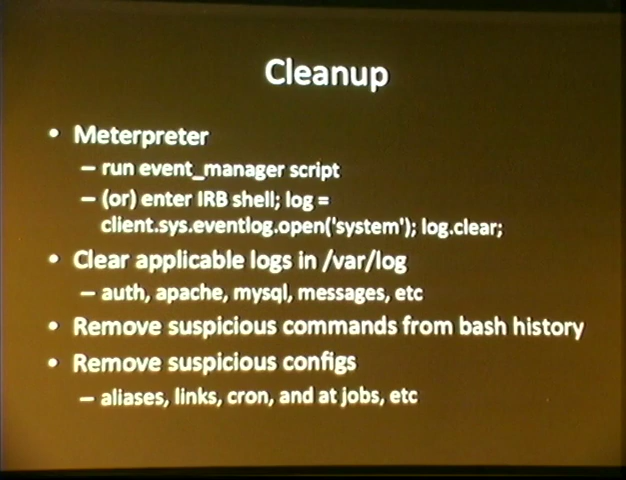 Cleanup
• Meterpreter
– run event_manager script
– (or) enter IRB shell; log =
client.sys.eventlog.open('system'); log.clear;
• Clear applicable logs in /var/log
– auth, apache, mysql, messages, etc
• Remove suspicious commands from bash history
• Remove suspicious configs
– aliases, links, cron, and at jobs, etc